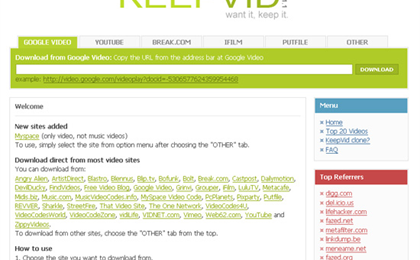 KEEPVID
want it, keep it.
GOOGLE VIDEO YOUTUBE BREAK.COM IFILM PUTFILE OTHER
Download from Google Video: Copy the URL from the address bar at Google Video
DOWNLOAD
example: http://video.google.com/videoplay?docid=-5306577624359954468
Welcome
New sites added
Myspace (only video, not music videos)
To use, simply select the site from option menu after choosing the "OTHER" tab.
Download direct from most video sites
You can download from:
Angry Alien, ArtistDirect, Blastro, Blennus, Blip.tv, Bofunk, Bolt, Break.com, Castpost, Dailymotion,
DevilDucky, FindVideos, Free Video Blog, Google Video, Grinvi, Grouper, iFilm, LuluTV, Metacafe,
Midis.biz, Music.com, MusicVideoCodes.info, MySpace Video Code, PcPlanets, Pixparty, Putfile,
REVVER, Sharkle, StreetFire, That Video Site, The One Network, VideoCodes4U,
VideoCodesWorld, VideoCodeZone, vidiLife, VIDNET.com, Vimeo, Web62.com, YouTube and
ZippyVideos.
To download from other sites, choose the "OTHER" tab from the top.
How to use
1. Choose the site you want to download from.
Menu
» Home
» Top 20 Videos
» KeepVid clone?
» FAQ
Top Referrers
» digg.com
» del.icio.us
» lifehacker.com
» fazed.net
» metafilter.com
» linkdump.be
» meneame.net
» fazed.org